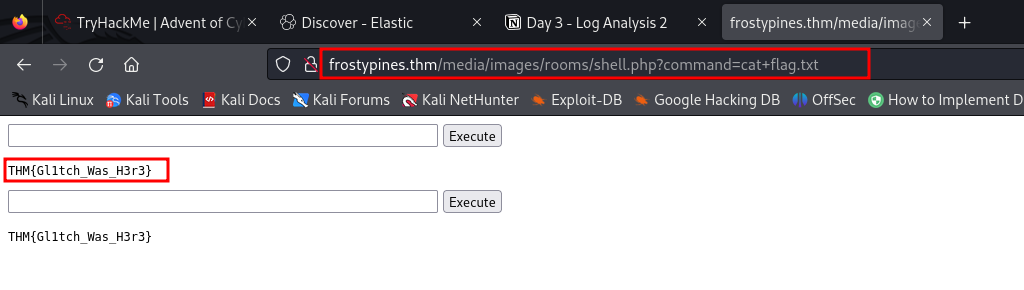 TryHackMe | Advent of Cy
Discover - Elastic
Day 3 - Log Analysis 2
frostypines.thm/media/imag
frostypines.thm/media/images/rooms/shell.php?command=cat+flag.txt
Kali Linux
Kali Tools
Kali Docs
Kali Forums
Kali NetHunter
Exploit-DB
Google Hacking DB
OffSec
How to Implement D
Execute
THM{Gl1tch_Was_H3r3}
Execute
THM{Gl1tch_Was_H3r3}